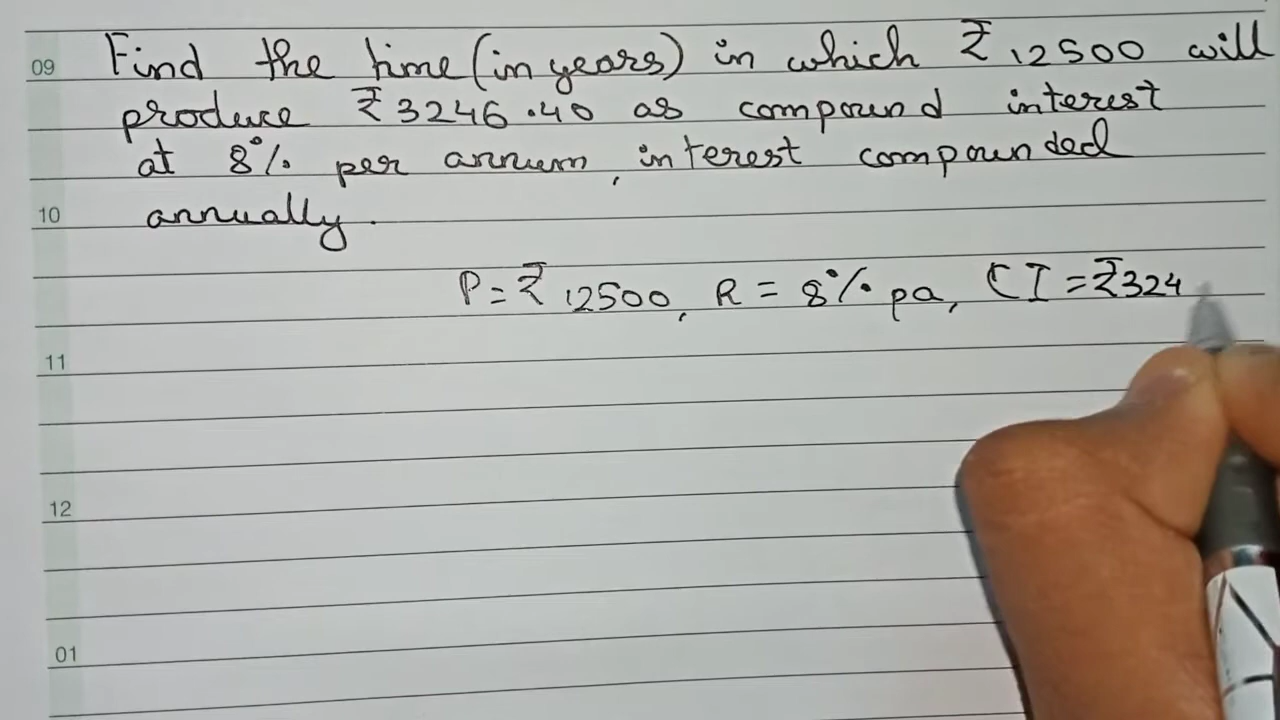 09 Find the time (in years) in which ₹ 12500 will
produce ₹3246.40 as compound interest
at 8% per annum, interest compounded
10 annually.
P = ₹ 12500, R = 8% pa, CI = ₹324
11
12
01